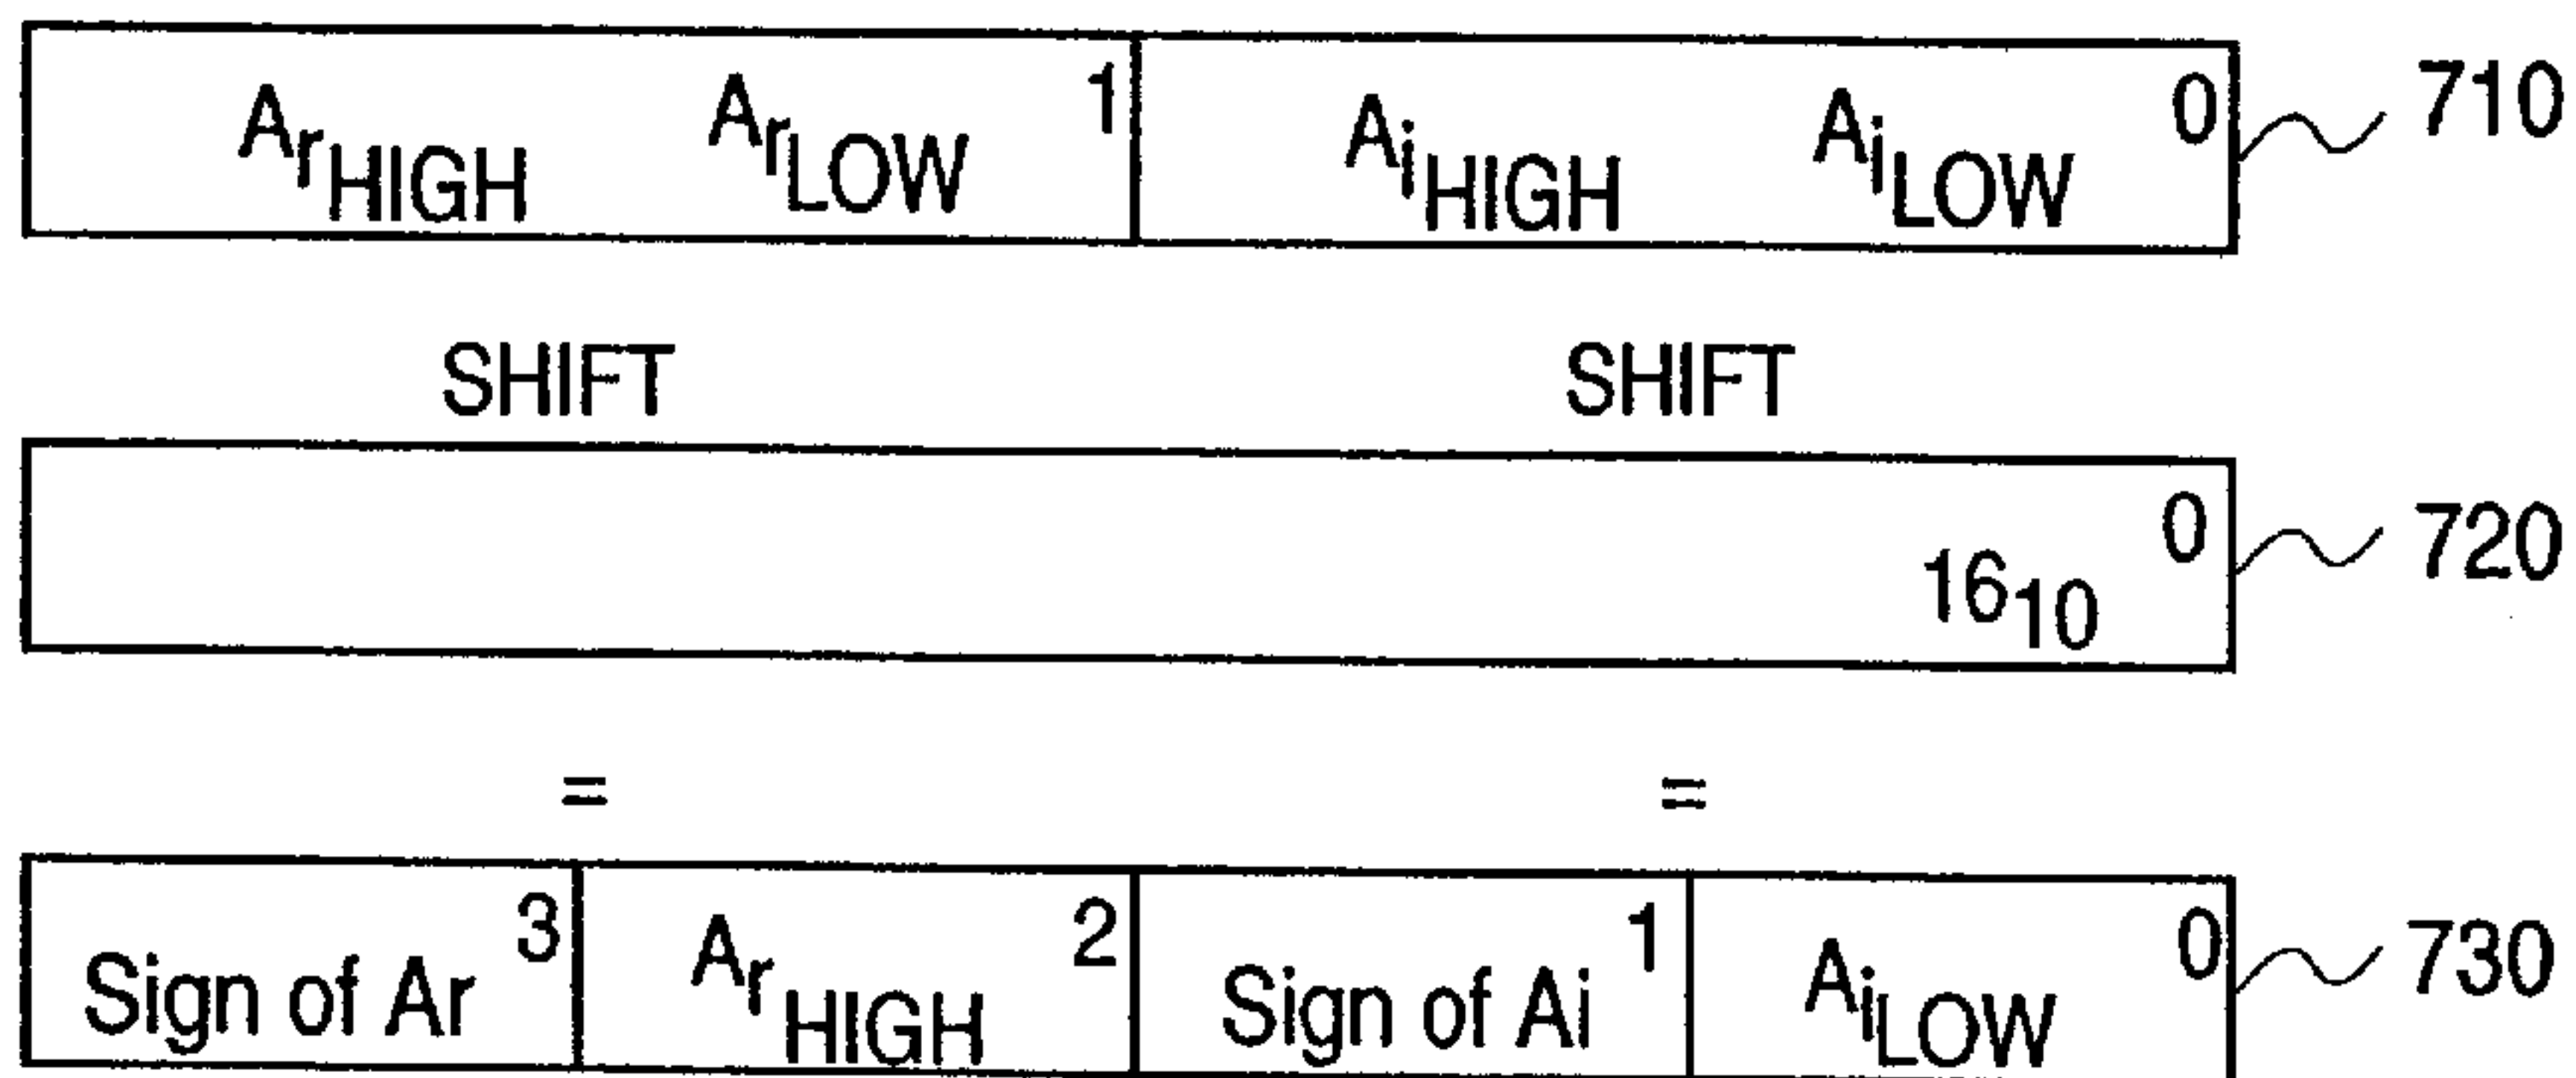 ArHIGH ArLOW 1 AiHIGH AiLOW 0 710
SHIFT SHIFT
1610 0 720
= =
Sign of Ar 3 ArHIGH 2 Sign of Ai 1 AiLOW 0 730